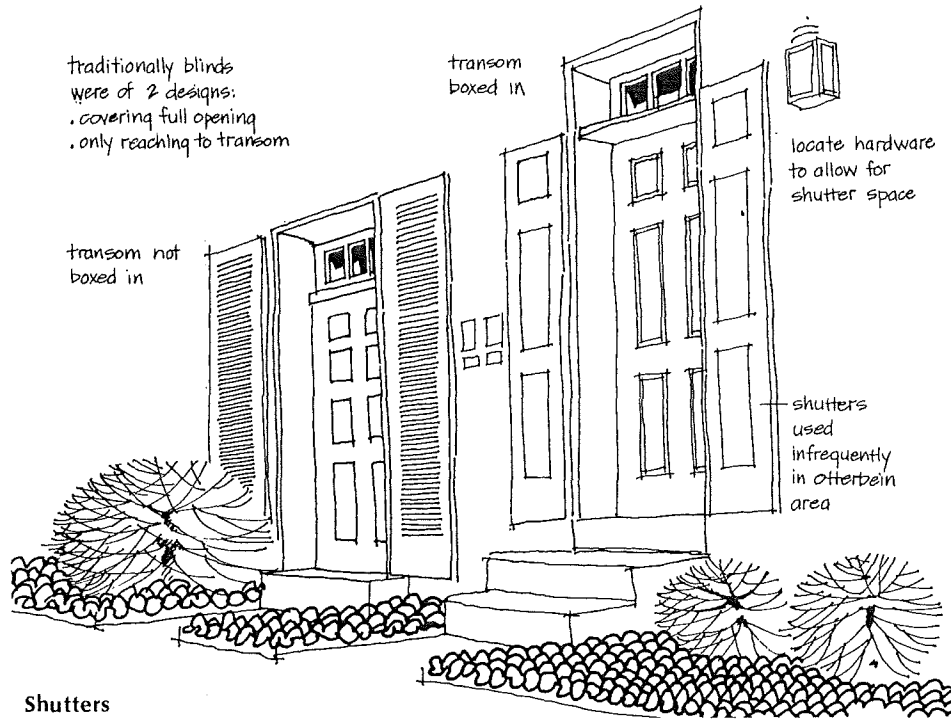 traditionally blinds
were of 2 designs:
. covering full opening
. only reaching to transom
transom
boxed in
locate hardware
to allow for
shutter space
transom not
boxed in
shutters
used
infrequently
in otterbein
area
Shutters